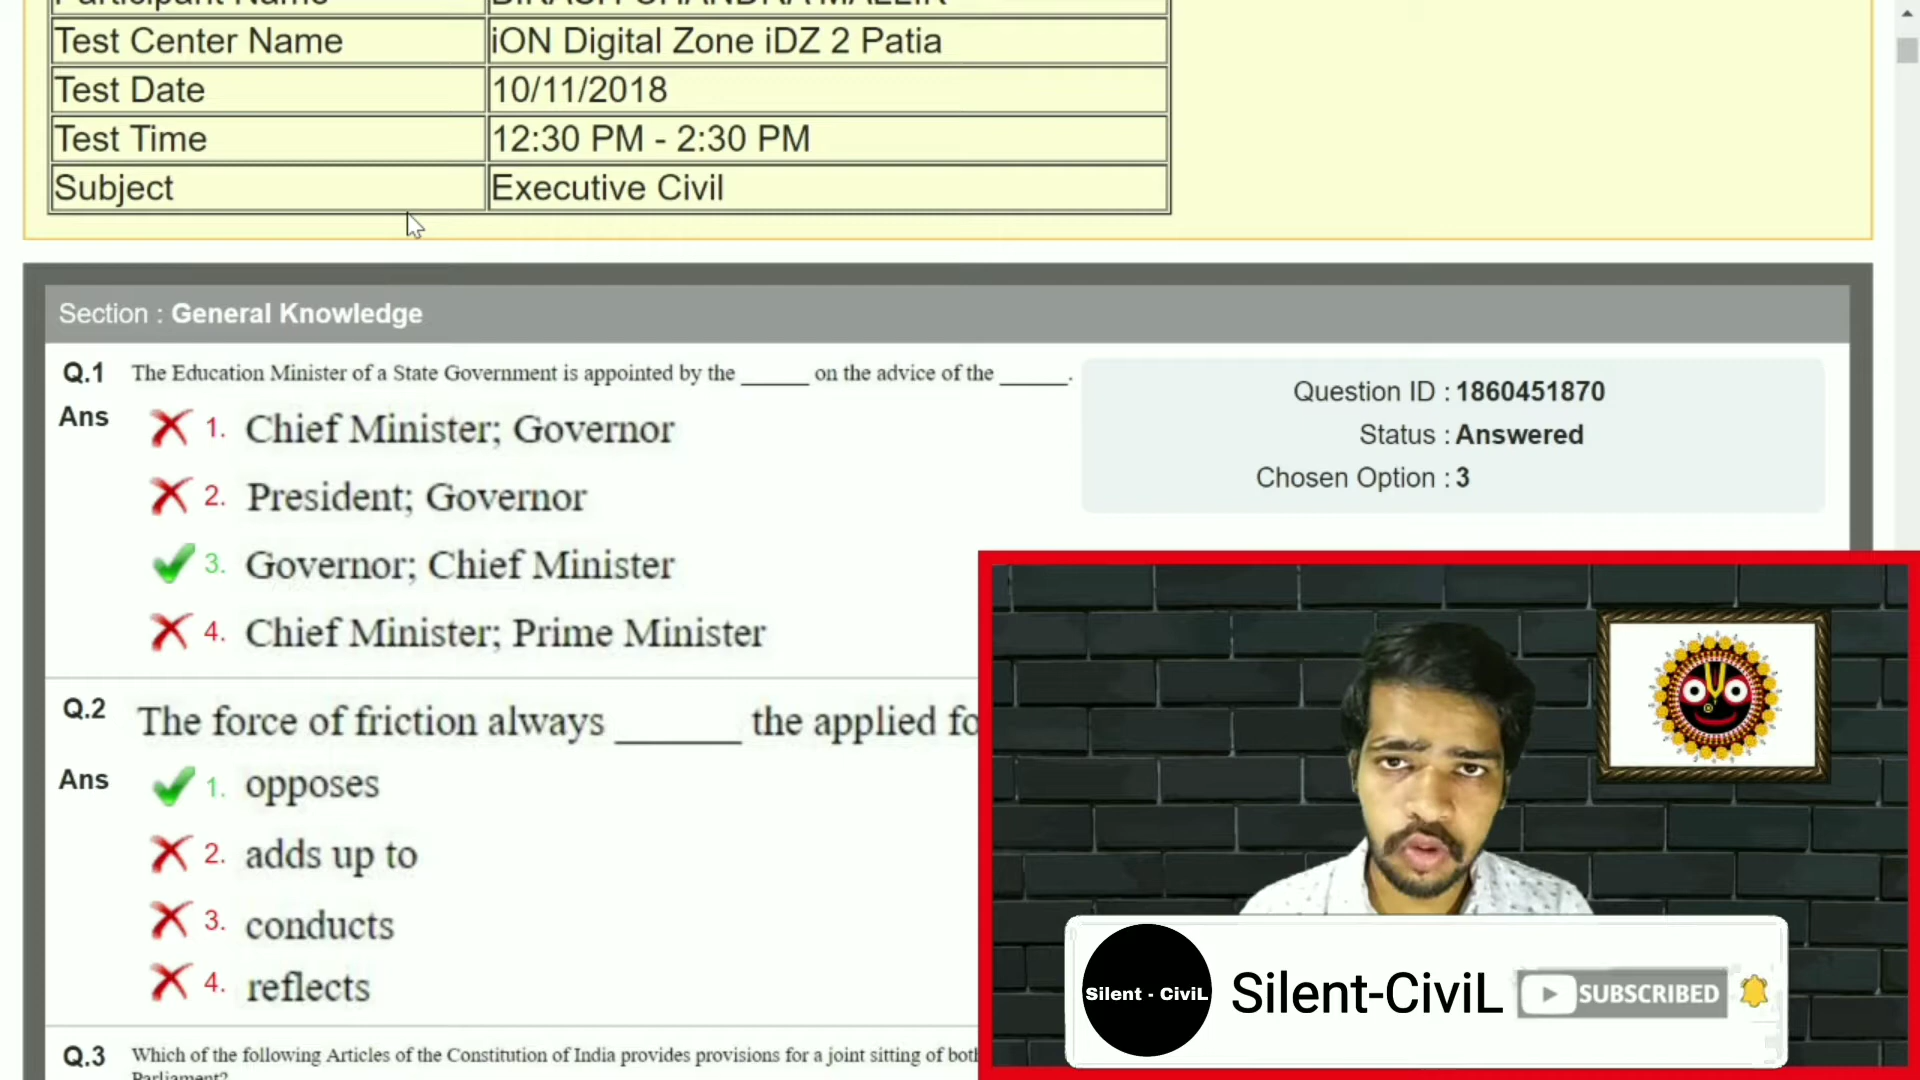 Participant Name
Test Center Name iON Digital Zone iDZ 2 Patia
Test Date 10/11/2018
Test Time 12:30 PM - 2:30 PM
Subject Executive Civil
Section : General Knowledge
Q.1 The Education Minister of a State Government is appointed by the ______ on the advice of the ______.
Question ID : 1860451870
Status : Answered
Chosen Option : 3
Ans 1. Chief Minister; Governor
2. President; Governor
3. Governor; Chief Minister
4. Chief Minister; Prime Minister
Q.2 The force of friction always ______ the applied fo
Ans 1. opposes
2. adds up to
3. conducts
4. reflects
Q.3 Which of the following Articles of the Constitution of India provides provisions for a joint sitting of both
Parliament?
Silent - CiviL
Silent-CiviL
SUBSCRIBED